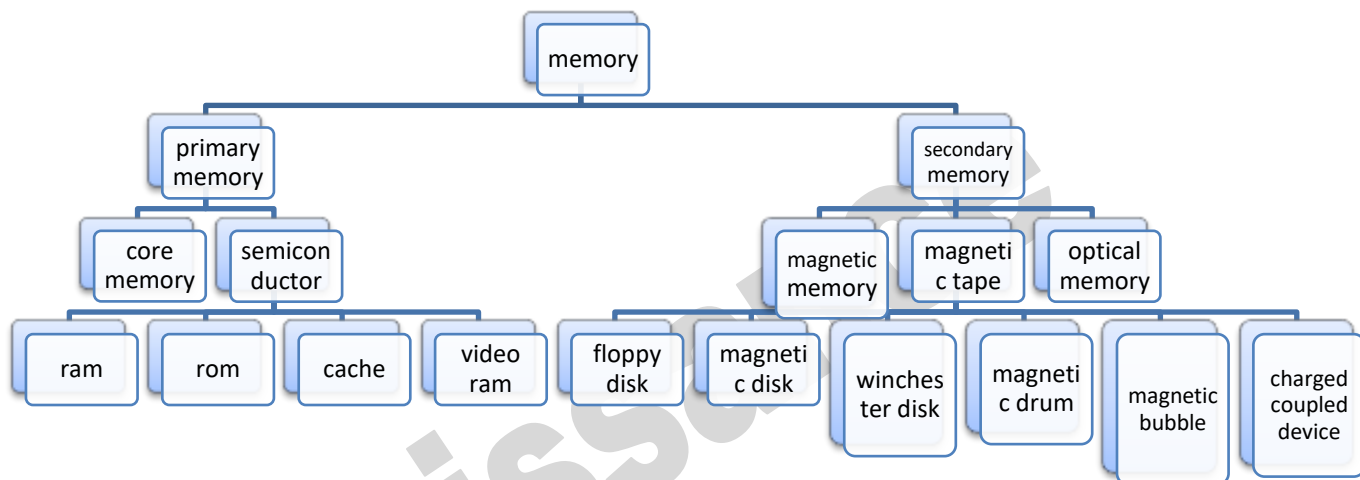 memory
primary
memory
secondary
memory
core
memory
semicon
ductor
magnetic
memory
magneti
c tape
optical
memory
ram
rom
cache
video
ram
floppy
disk
magneti
c disk
winches
ter disk
magneti
c drum
magnetic
bubble
charged
coupled
device